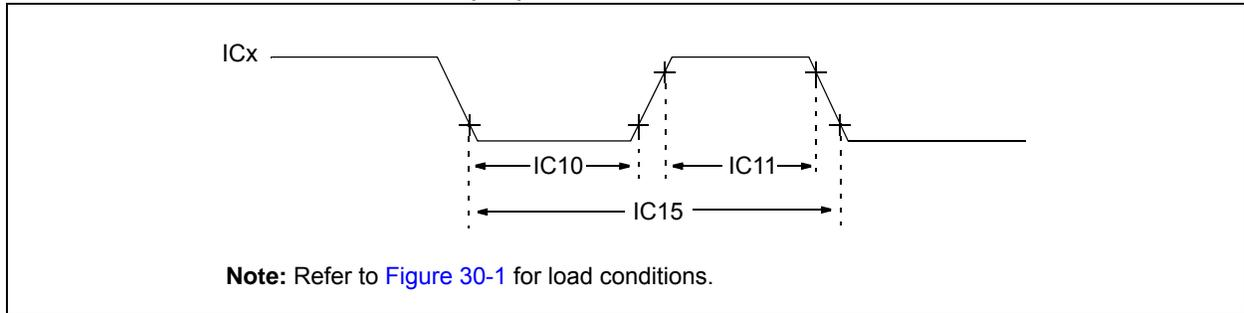 ICx
IC10
IC11
IC15
Note: Refer to Figure 30-1 for load conditions.